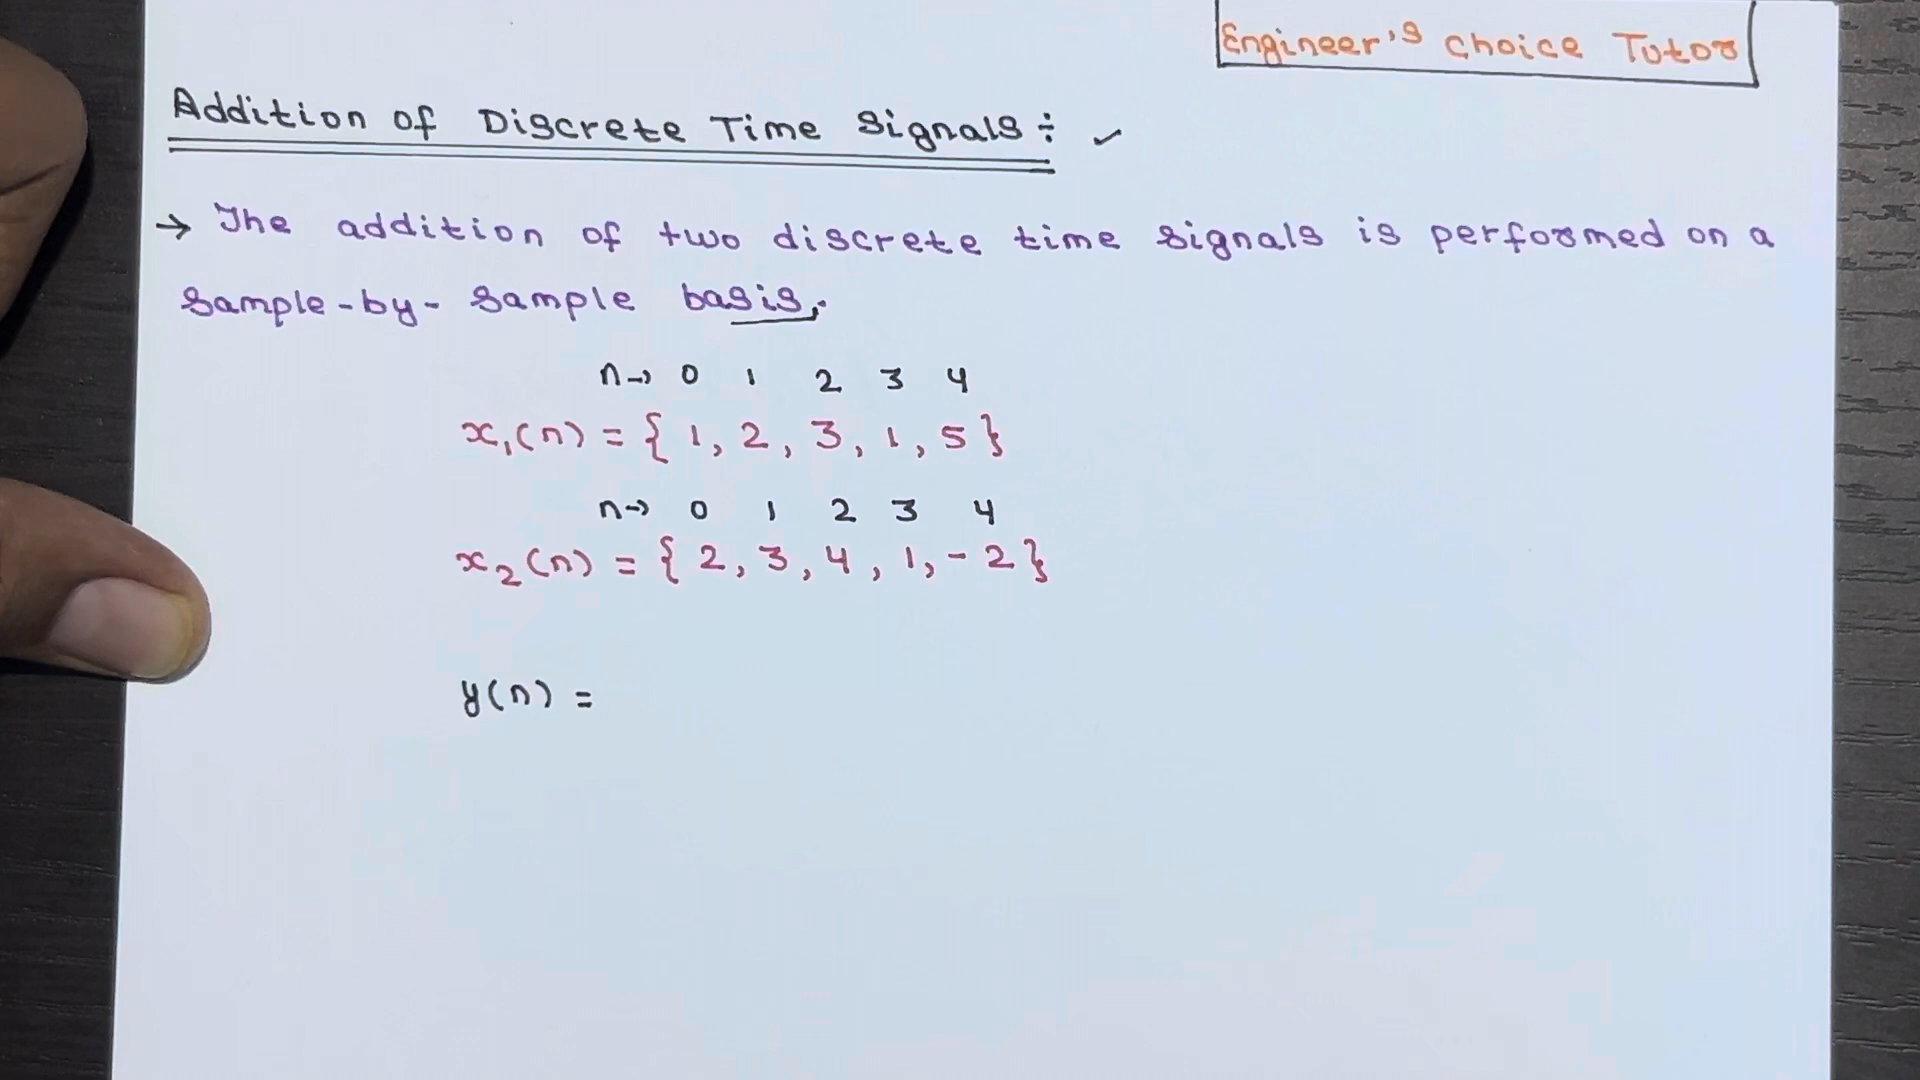 Engineer's Choice Tutor
Addition of Discrete Time Signals ÷ ✓
→ The addition of two discrete time signals is performed on a
sample-by-sample basis.
n→ 0 1 2 3 4
x₁(n) = { 1, 2, 3, 1, 5 }
n→ 0 1 2 3 4
x₂(n) = { 2, 3, 4, 1, -2 }
y(n) =